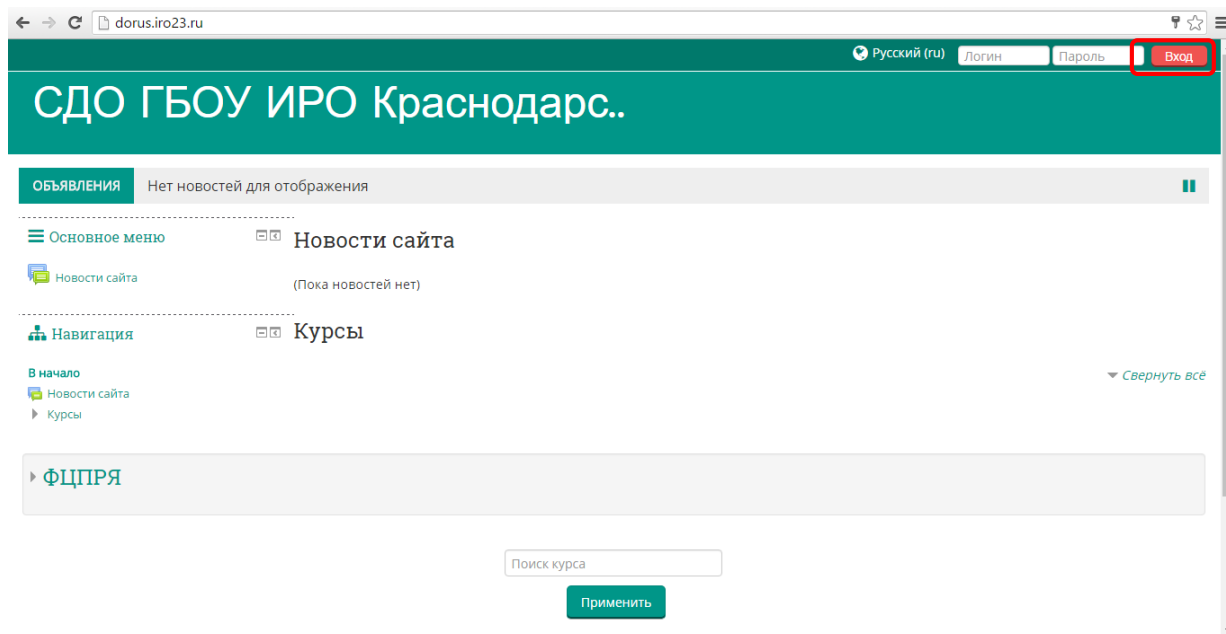 dorus.iro23.ru
Русский (ru) Логин Пароль Вход
СДО ГБОУ ИРО Краснодарс..
ОБЪЯВЛЕНИЯ Нет новостей для отображения
Основное меню
Новости сайта
Новости сайта
(Пока новостей нет)
Навигация
Курсы
В начало
Новости сайта
Курсы
Свернуть всё
ФЦПРЯ
Поиск курса
Применить